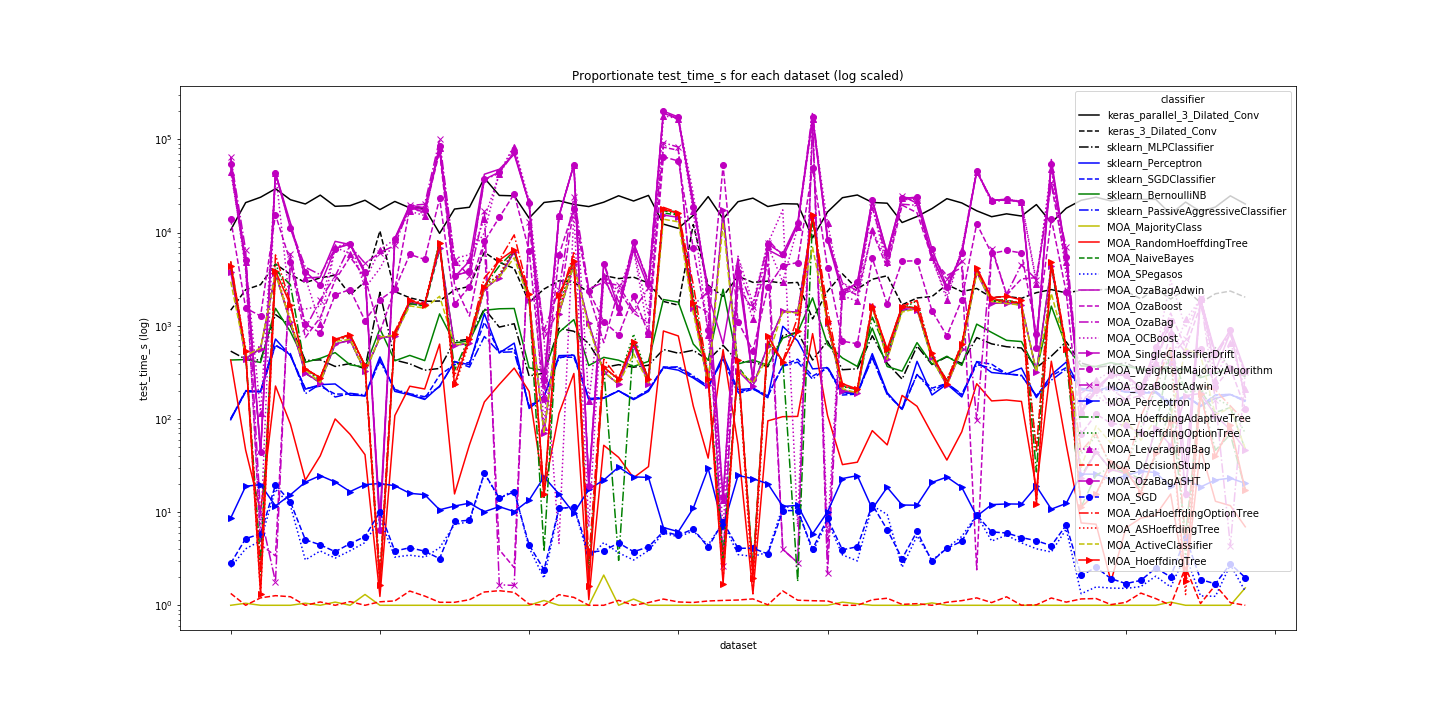 Proportionate test_time_s for each dataset (log scaled)
test_time_s (log)
10^5
10^4
10^3
10^2
10^1
10^0
dataset
classifier
keras_parallel_3_Dilated_Conv
keras_3_Dilated_Conv
sklearn_MLPClassifier
sklearn_Perceptron
sklearn_SGDClassifier
sklearn_BernoulliNB
sklearn_PassiveAggressiveClassifier
MOA_MajorityClass
MOA_RandomHoeffdingTree
MOA_NaiveBayes
MOA_SPegasos
MOA_OzaBagAdwin
MOA_OzaBoost
MOA_OzaBag
MOA_OCBoost
MOA_SingleClassifierDrift
MOA_WeightedMajorityAlgorithm
MOA_OzaBoostAdwin
MOA_Perceptron
MOA_HoeffdingAdaptiveTree
MOA_HoeffdingOptionTree
MOA_LeveragingBag
MOA_DecisionStump
MOA_OzaBagASHT
MOA_SGD
MOA_AdaHoeffdingOptionTree
MOA_ASHoeffdingTree
MOA_ActiveClassifier
MOA_HoeffdingTree